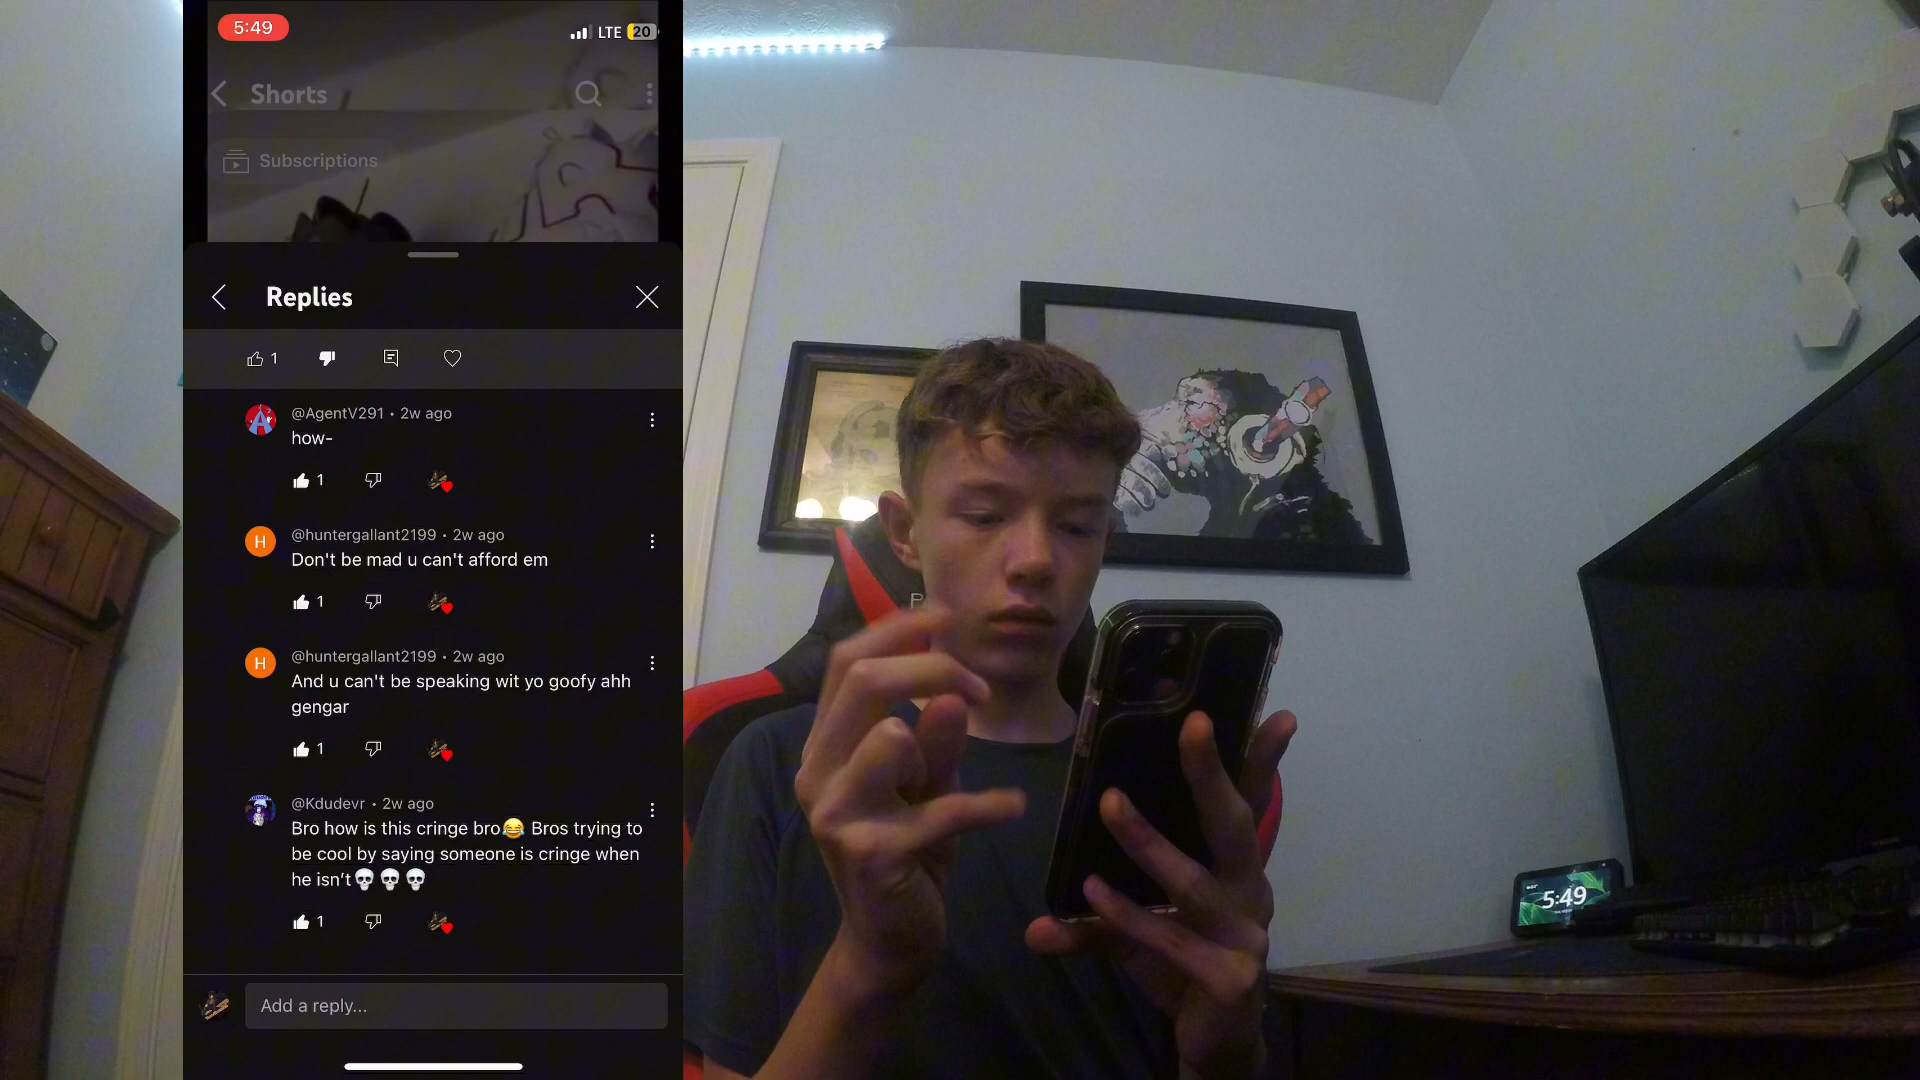 5:49
LTE 20
Shorts
Subscriptions
Replies
1
@AgentV291 • 2w ago
how-
1
@huntergallant2199 • 2w ago
Don't be mad u can't afford em
1
@huntergallant2199 • 2w ago
And u can't be speaking wit yo goofy ahh
gengar
1
@Kdudevr • 2w ago
Bro how is this cringe bro😂 Bros trying to
be cool by saying someone is cringe when
he isn't💀💀💀
1
Add a reply...
H
H
A
5:49